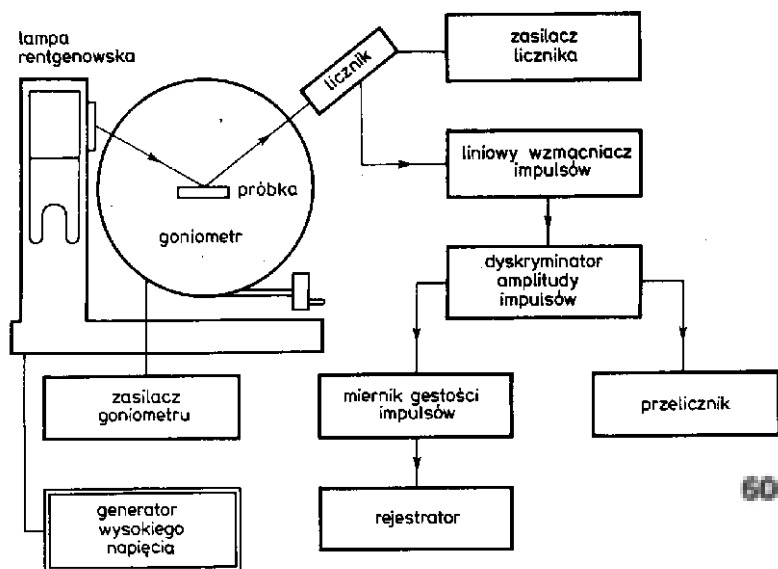 lampa
rentgenowska
licznik
zasilacz
licznika
liniowy wzmacniacz
impulsów
próbka
goniometr
dyskryminator
amplitudy
impulsów
zasilacz
goniometru
miernik gęstości
impulsów
przelicznik
generator
wysokiego
napięcia
rejestrator
60